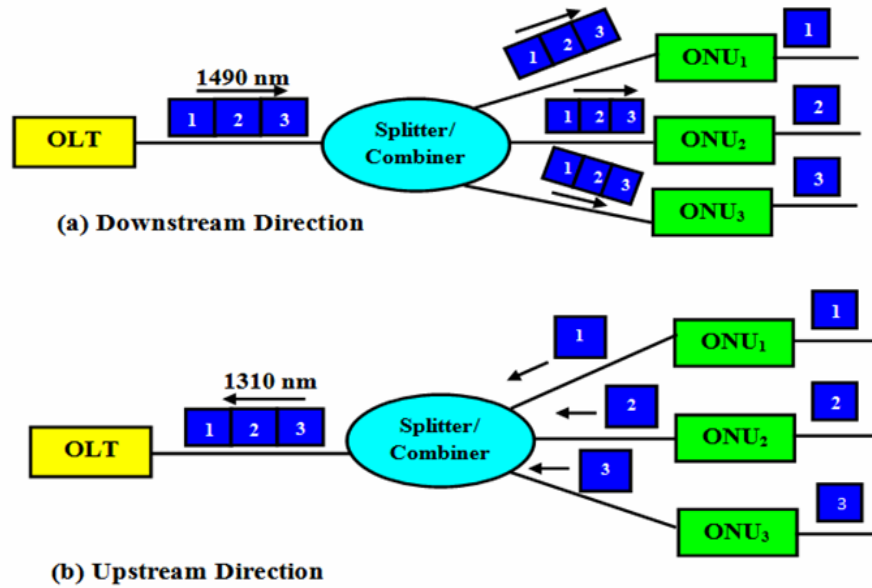 1
1 2 3
ONU₁
1490 nm
1 2 3
1 2 3
2
OLT
Splitter/
Combiner
ONU₂
1 2 3
3
ONU₃
(a) Downstream Direction
1
1
ONU₁
1310 nm
1 2 3
2
2
OLT
Splitter/
Combiner
ONU₂
3
3
ONU₃
(b) Upstream Direction